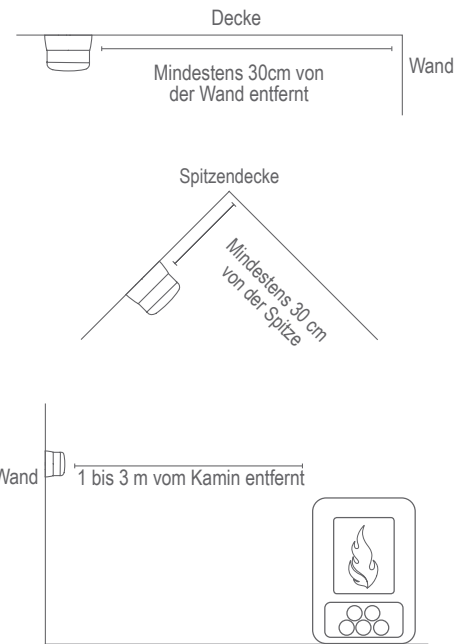 Decke
Mindestens 30cm von
der Wand entfernt
Wand
Spitzendecke
Mindestens 30 cm
von der Spitze
Wand
1 bis 3 m vom Kamin entfernt